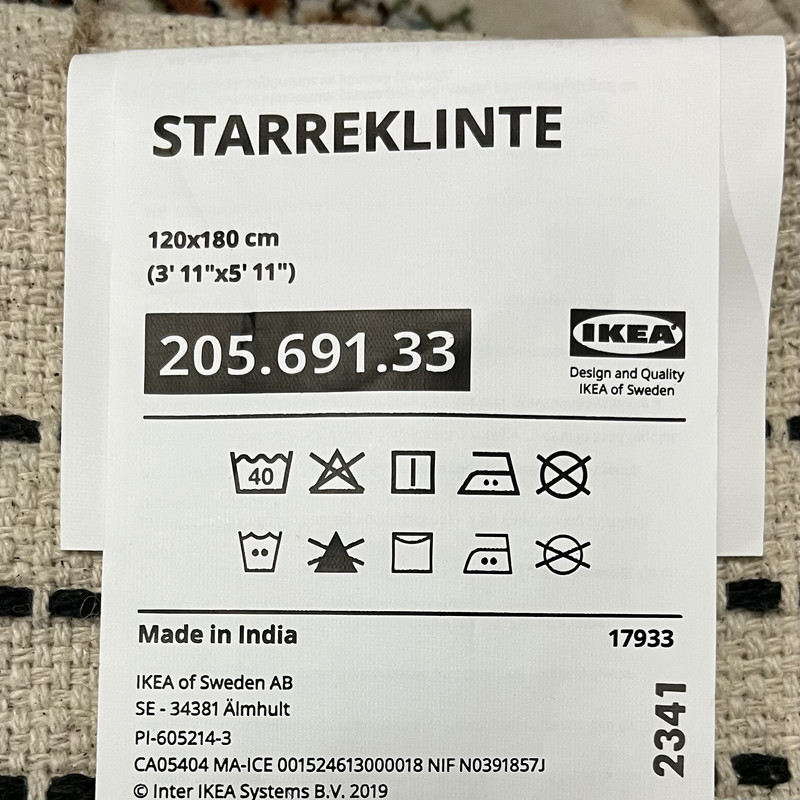 STARREKLINTE
120x180 cm
(3' 11"x5' 11")
205.691.33
IKEA
Design and Quality
IKEA of Sweden
40
Made in India
17933
IKEA of Sweden AB
SE - 34381 Älmhult
PI-605214-3
CA05404 MA-ICE 001524613000018 NIF N0391857J
© Inter IKEA Systems B.V. 2019
2341